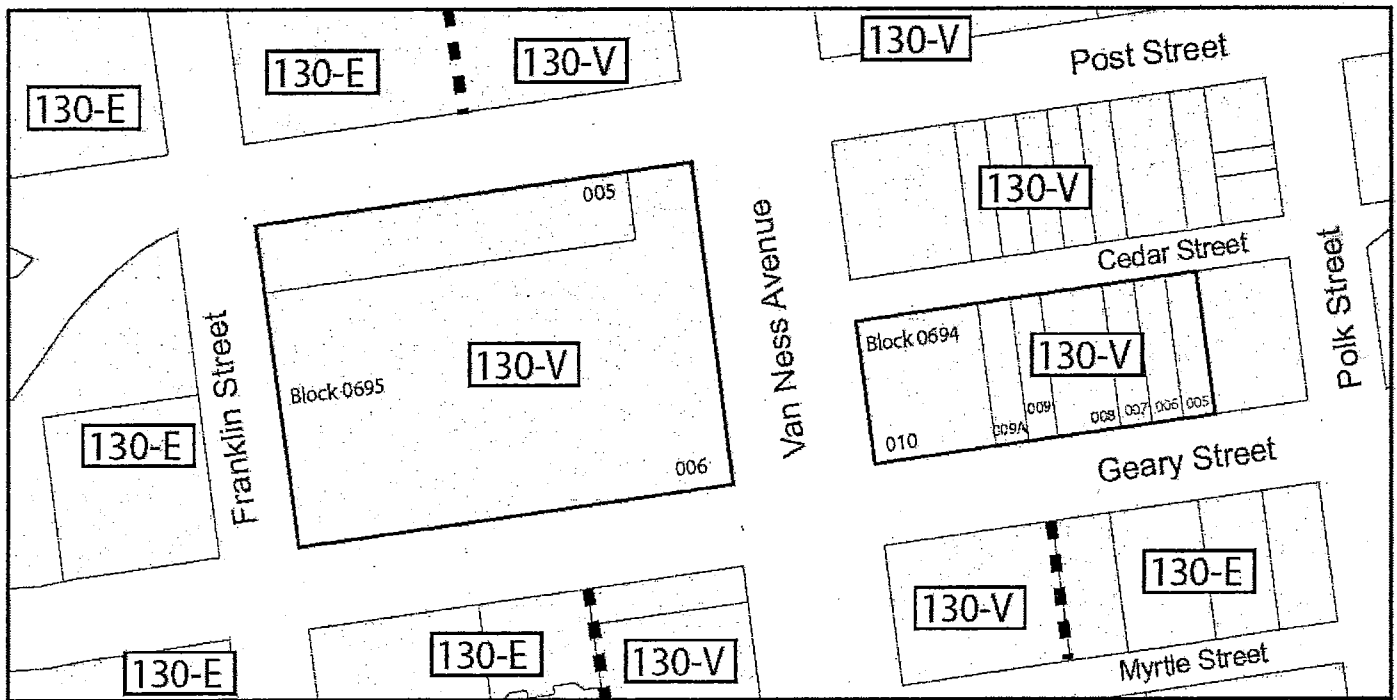 130-E
130-V
130-V
Post Street
130-E
005
130-V
Cedar Street
Van Ness Avenue
Polk Street
Franklin Street
Block 0695
130-V
Block 0694
130-V
009
009A
008
007
006
005
010
006
130-E
Geary Street
130-E
130-V
130-E
130-V
130-E
Myrtle Street